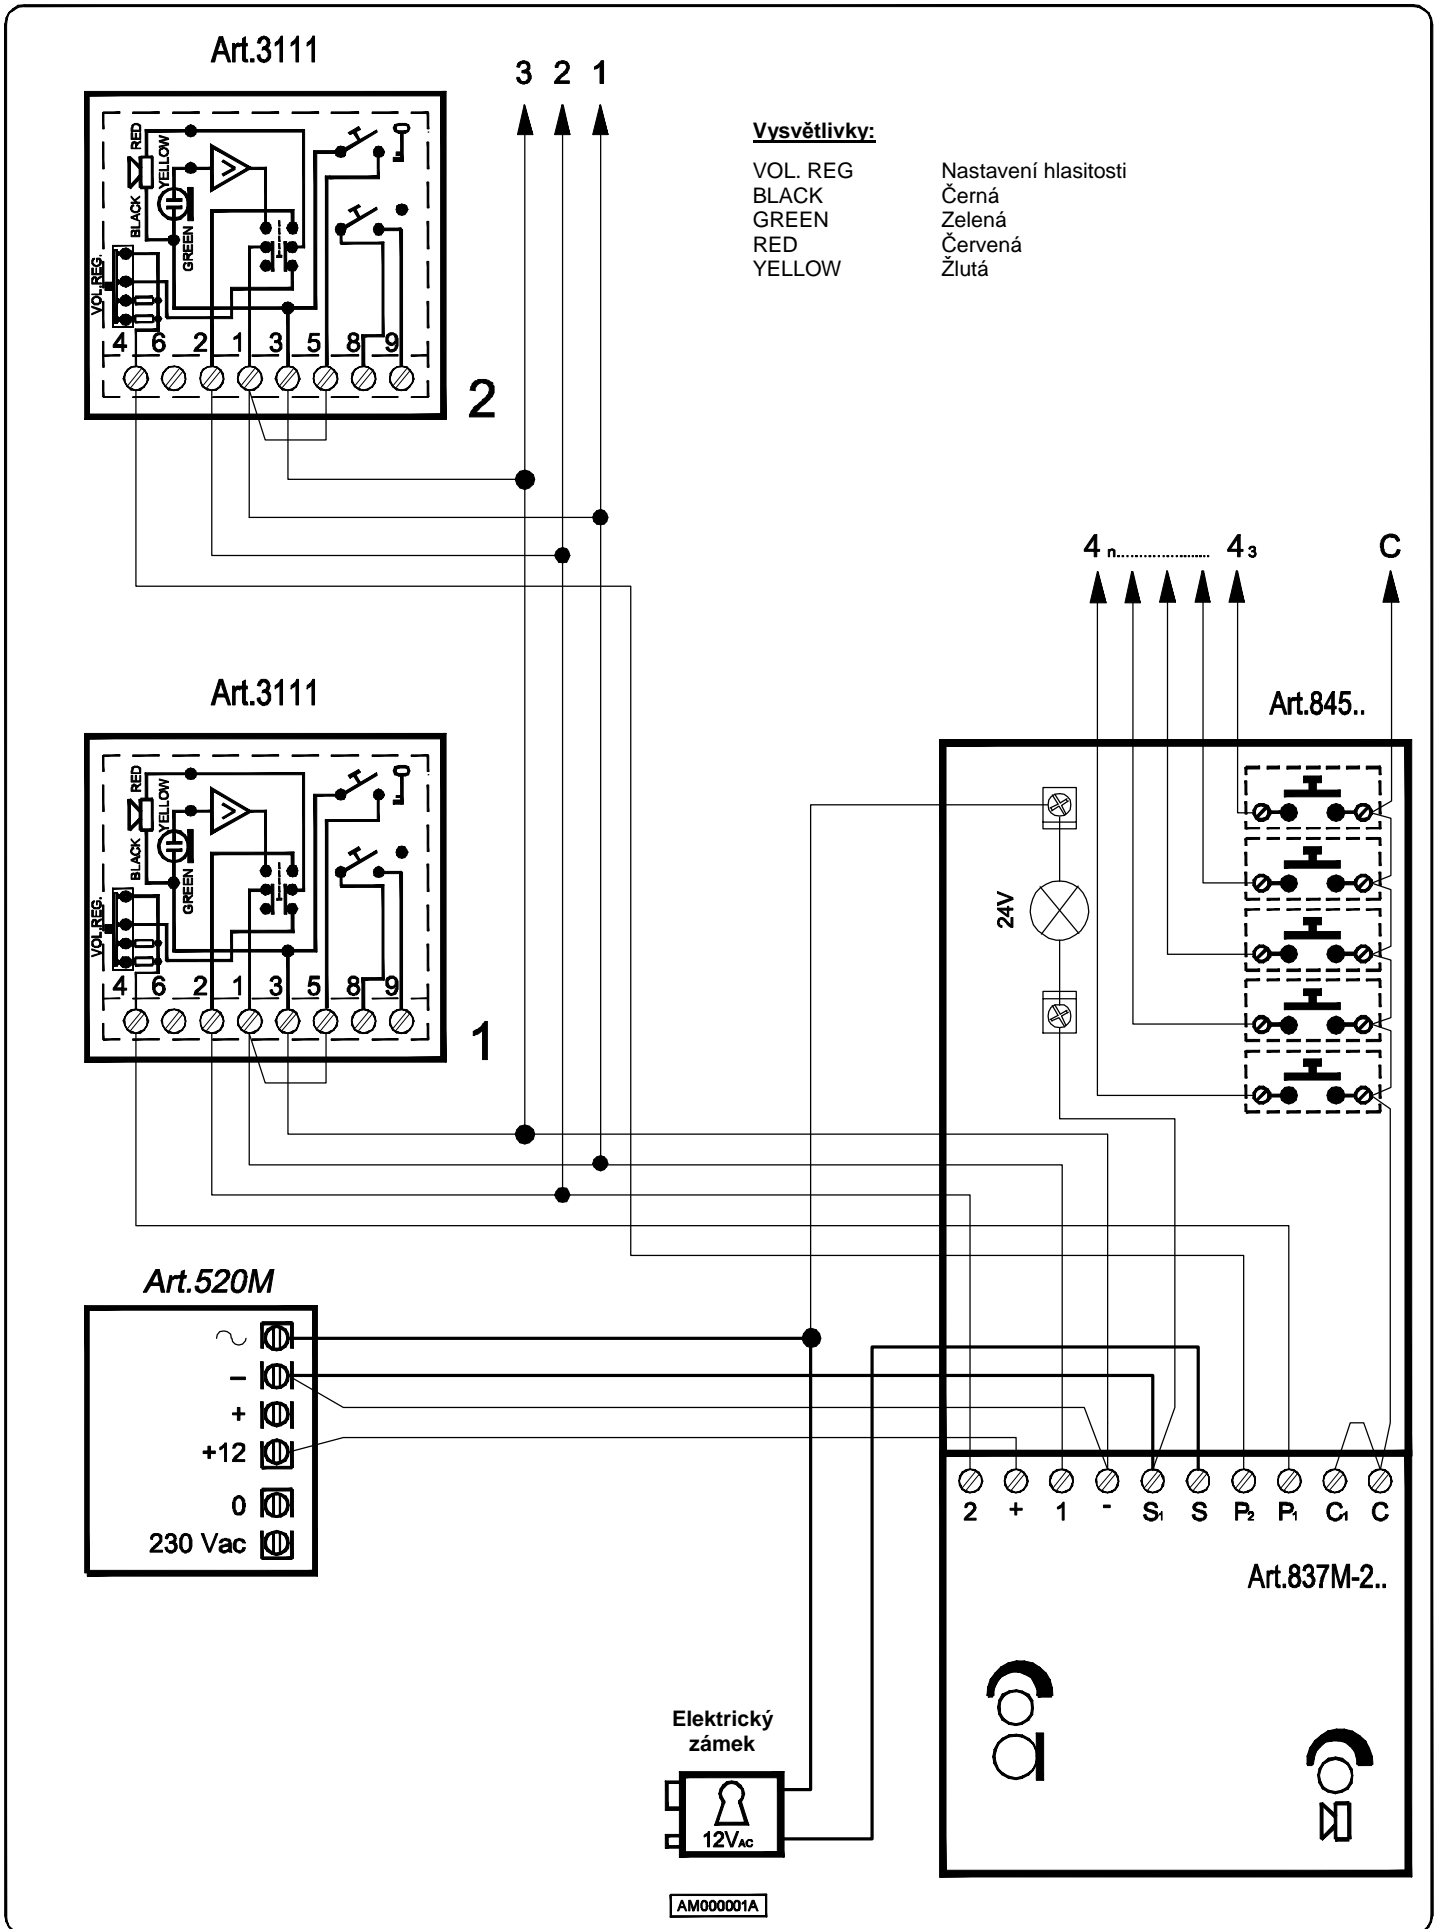 Art.3111
3 2 1
Vysvětlivky:
VOL. REG Nastavení hlasitosti
BLACK Černá
GREEN Zelená
RED Červená
YELLOW Žlutá
RED
YELLOW
BLACK
GREEN
VOL.REG.
4 6 2 1 3 5 8 9
2
4 n..................... 4 3 C
Art.3111
Art.845..
RED
YELLOW
BLACK
GREEN
VOL.REG.
24V
4 6 2 1 3 5 8 9
1
Art.520M
~
–
+
+12
0
230 Vac
2 + 1 - S1 S P2 P1 C1 C
Art.837M-2..
Elektrický
zámek
12VAC
AM000001A